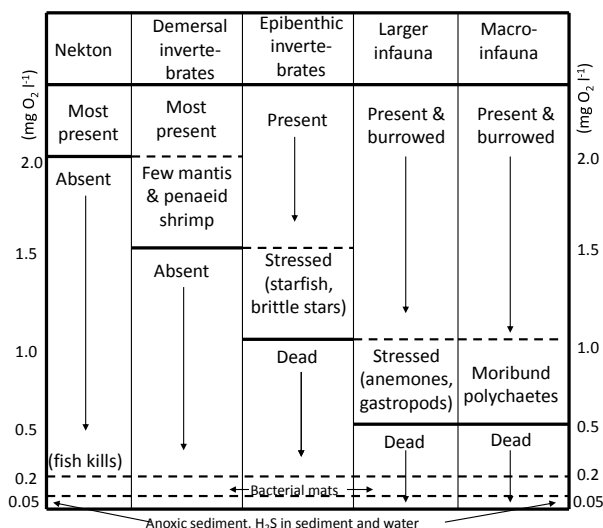 Nekton
Demersal
inverte-
brates
Epibenthic
inverte-
brates
Larger
infauna
Macro-
infauna
(mg O₂ l⁻¹)
2.0
1.5
1.0
0.5
0.2
0.05
Most
present
Absent
(fish kills)
Most
present
Few mantis
& penaeid
shrimp
Absent
Present
Stressed
(starfish,
brittle stars)
Dead
Present &
burrowed
Stressed
(anemones,
gastropods)
Dead
Present &
burrowed
Moribund
polychaetes
Dead
(mg O₂ l⁻¹)
2.0
1.5
1.0
0.5
0.2
0.05
Bacterial mats
Anoxic sediment, H₂S in sediment and water